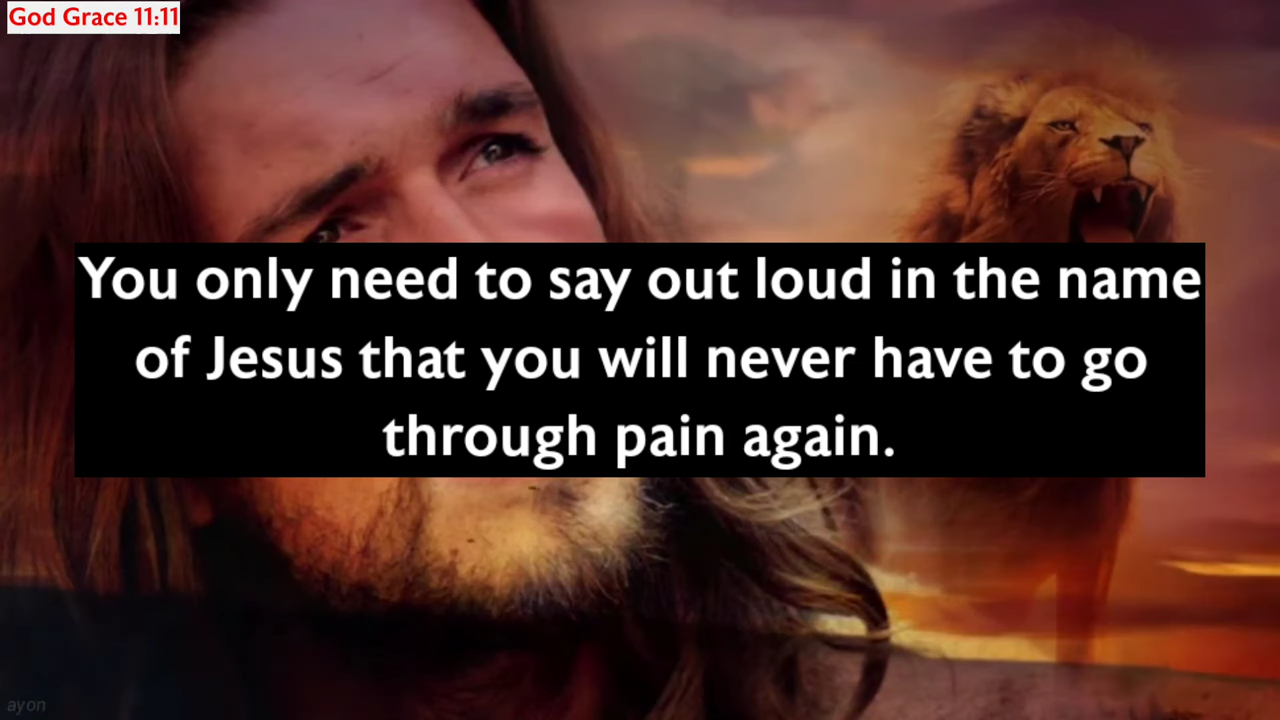 God Grace 11:11
You only need to say out loud in the name
of Jesus that you will never have to go
through pain again.
ayon